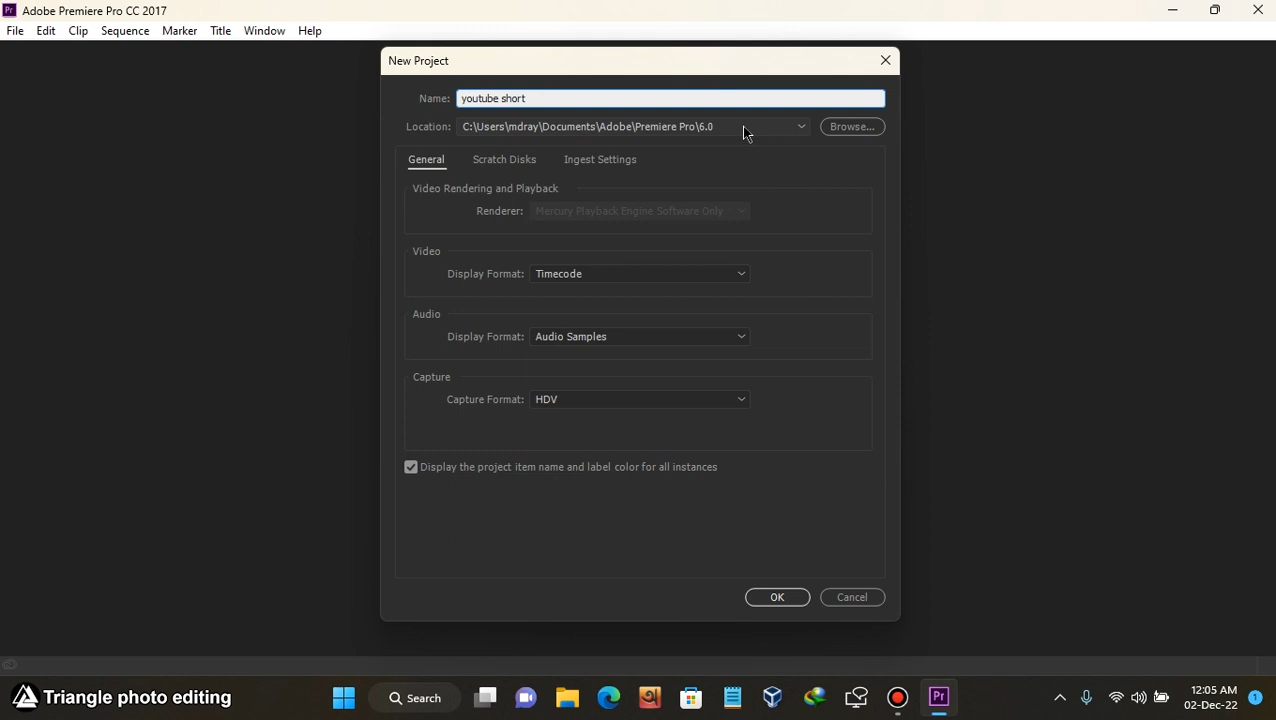 Pr Adobe Premiere Pro CC 2017
File Edit Clip Sequence Marker Title Window Help
New Project
Name: youtube short
Location: C:\Users\mdray\Documents\Adobe\Premiere Pro\6.0 Browse...
General Scratch Disks Ingest Settings
Video Rendering and Playback
Renderer: Mercury Playback Engine Software Only
Video
Display Format: Timecode
Audio
Display Format: Audio Samples
Capture
Capture Format: HDV
Display the project item name and label color for all instances
OK Cancel
Triangle photo editing Search অ Pr 12:05 AM
02-Dec-22 1